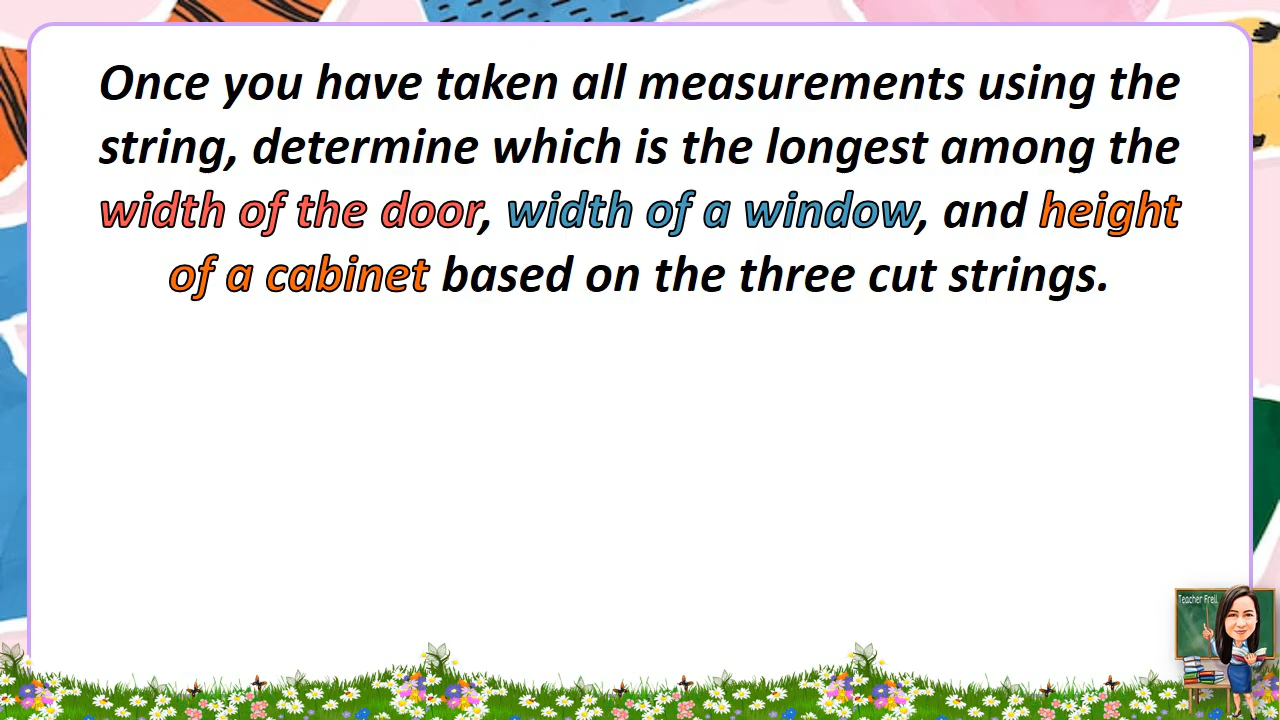 Once you have taken all measurements using the
string, determine which is the longest among the
width of the door, width of a window, and height
of a cabinet based on the three cut strings.
Teacher Frell